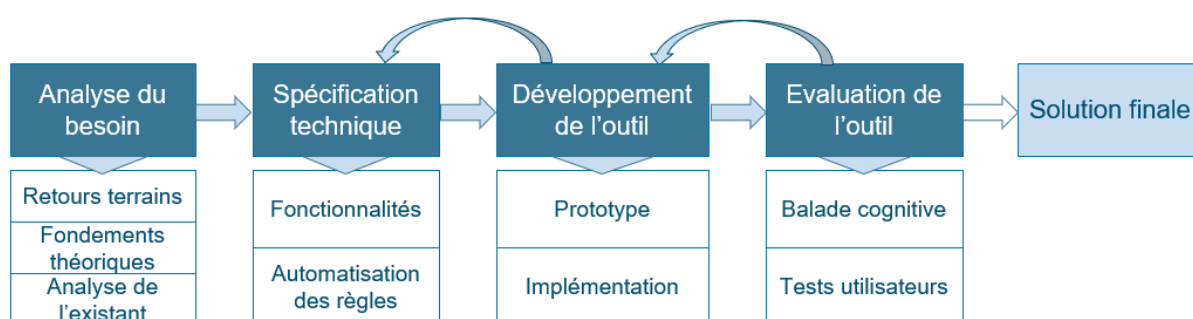 Analyse du
besoin
Spécification
technique
Développement
de l'outil
Evaluation de
l'outil
Solution finale
Retours terrains
Fondements
théoriques
Analyse de
l'existant
Fonctionnalités
Automatisation
des règles
Prototype
Implémentation
Balade cognitive
Tests utilisateurs